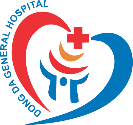 DONG DA GENERAL HOSPITAL